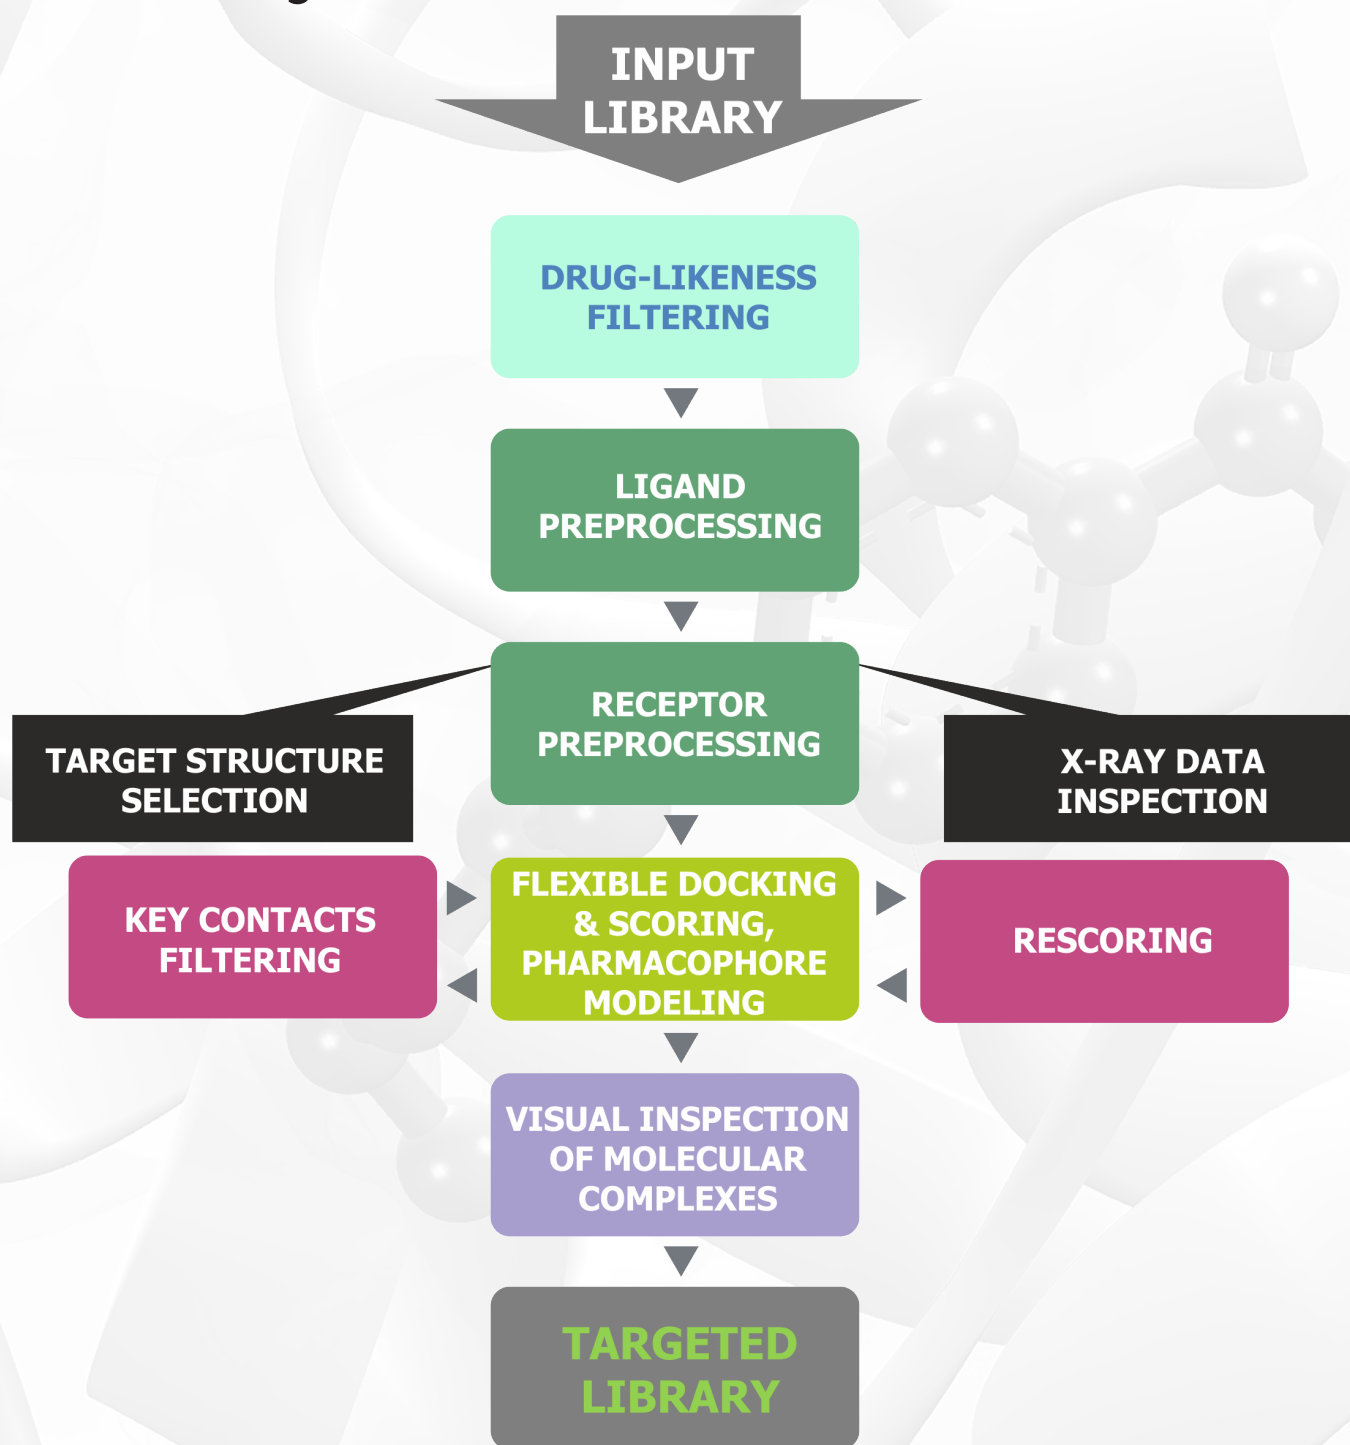 INPUT
LIBRARY
DRUG-LIKENESS
FILTERING
LIGAND
PREPROCESSING
RECEPTOR
PREPROCESSING
TARGET STRUCTURE
SELECTION
X-RAY DATA
INSPECTION
KEY CONTACTS
FILTERING
FLEXIBLE DOCKING
& SCORING,
PHARMACOPHORE
MODELING
RESCORING
VISUAL INSPECTION
OF MOLECULAR
COMPLEXES
TARGETED
LIBRARY